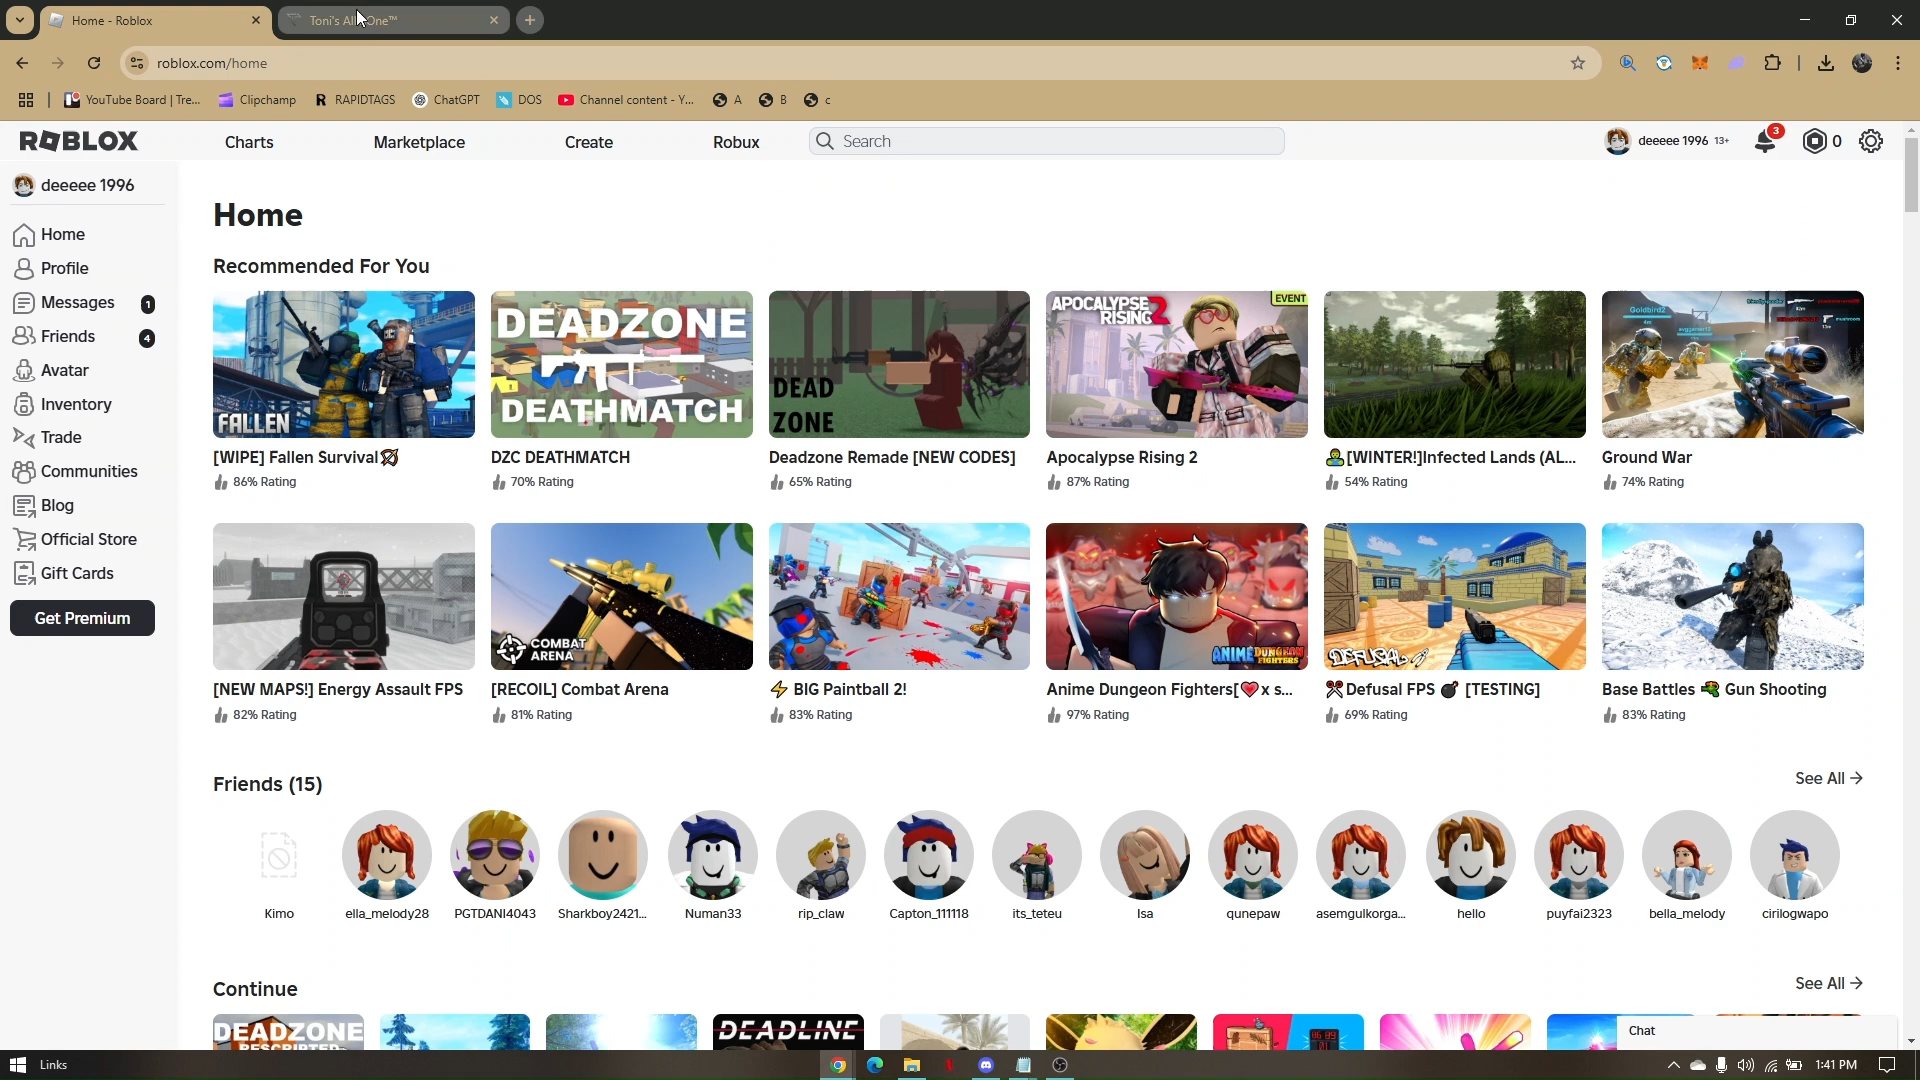 Home - Roblox
Toni's All One™
roblox.com/home
YouTube Board | Tre...
Clipchamp
RAPIDTAGS
ChatGPT
DOS
Channel content - Y...
A
B
c
ROBLOX
Charts
Marketplace
Create
Robux
Search
deeeee 1996 13+
3
0
deeeee 1996
Home
Profile
Messages 1
Friends 4
Avatar
Inventory
Trade
Communities
Blog
Official Store
Gift Cards
Get Premium
Home
Recommended For You
FALLEN
DEADZONE
DEATHMATCH
DEAD
ZONE
APOCALYPSE
RISING 2
EVENT
Goldbird2
[WIPE] Fallen Survival
DZC DEATHMATCH
Deadzone Remade [NEW CODES]
Apocalypse Rising 2
[WINTER!]Infected Lands (AL...
Ground War
86% Rating
70% Rating
65% Rating
87% Rating
54% Rating
74% Rating
COMBAT
ARENA
ANIME DUNGEON
FIGHTERS
DEFUSAL
[NEW MAPS!] Energy Assault FPS
[RECOIL] Combat Arena
BIG Paintball 2!
Anime Dungeon Fighters[❤️x s...
Defusal FPS 💣 [TESTING]
Base Battles 🔫 Gun Shooting
82% Rating
81% Rating
83% Rating
97% Rating
69% Rating
83% Rating
Friends (15)
See All →
Kimo
ella_melody28
PGTDANI4043
Sharkboy2421...
Numan33
rip_claw
Capton_111118
its_teteu
Isa
qunepaw
asemgulkorga...
hello
puyfai2323
bella_melody
cirilogwapo
Continue
See All →
DEADZONE
DEADLINE
Chat
Links
1:41 PM